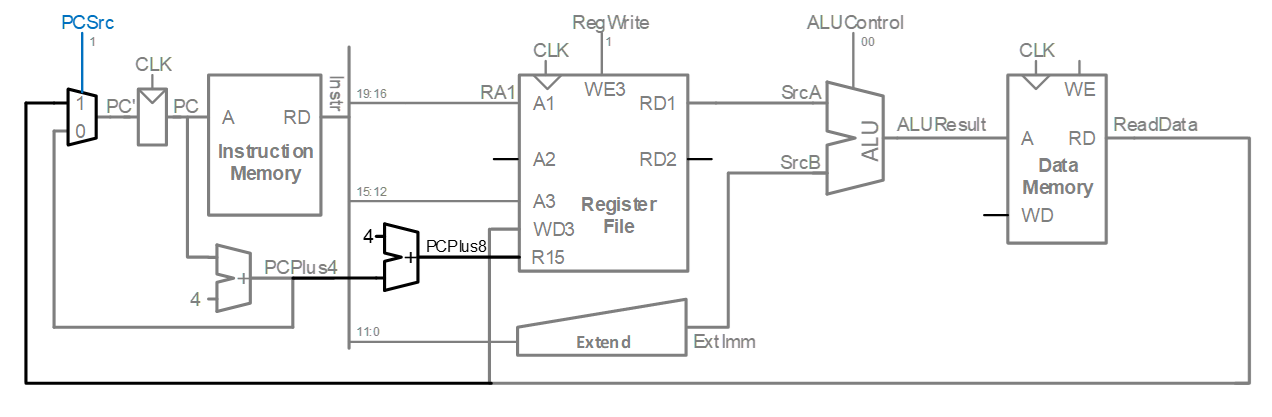 PCSrc
1
RegWrite
1
ALUControl
00
CLK
CLK
CLK
1
0
PC'
PC
A
RD
Instruction
Memory
Instr
19:16
RA1
A1
WE3
RD1
SrcA
ALU
ALUResult
WE
A
RD
ReadData
Data
Memory
WD
A2
RD2
SrcB
15:12
A3
Register
File
WD3
R15
4
+
PCPlus8
PCPlus4
+
4
11:0
Extend
ExtImm